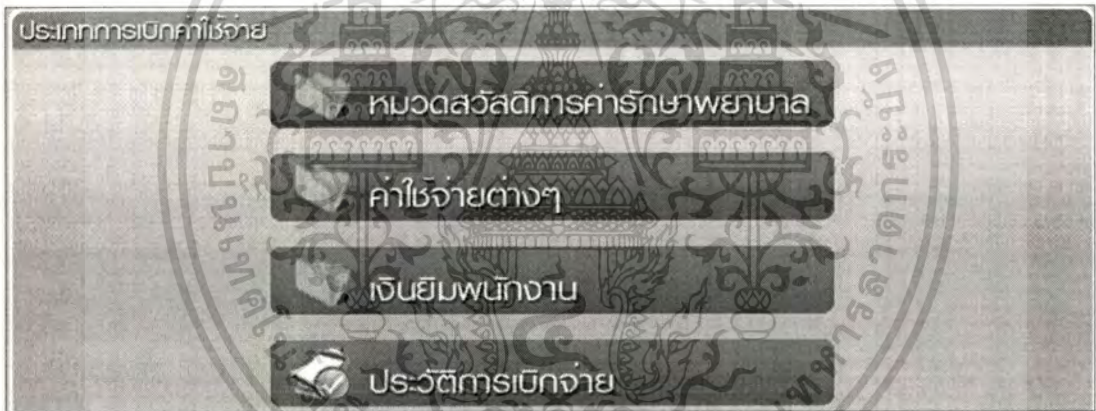 ประเภทการเบิกค่าใช้จ่าย
หมวดสวัสดิการค่ารักษาพยาบาล
ค่าใช้จ่ายต่างๆ
เงินยืมพนักงาน
ประวัติการเบิกจ่าย